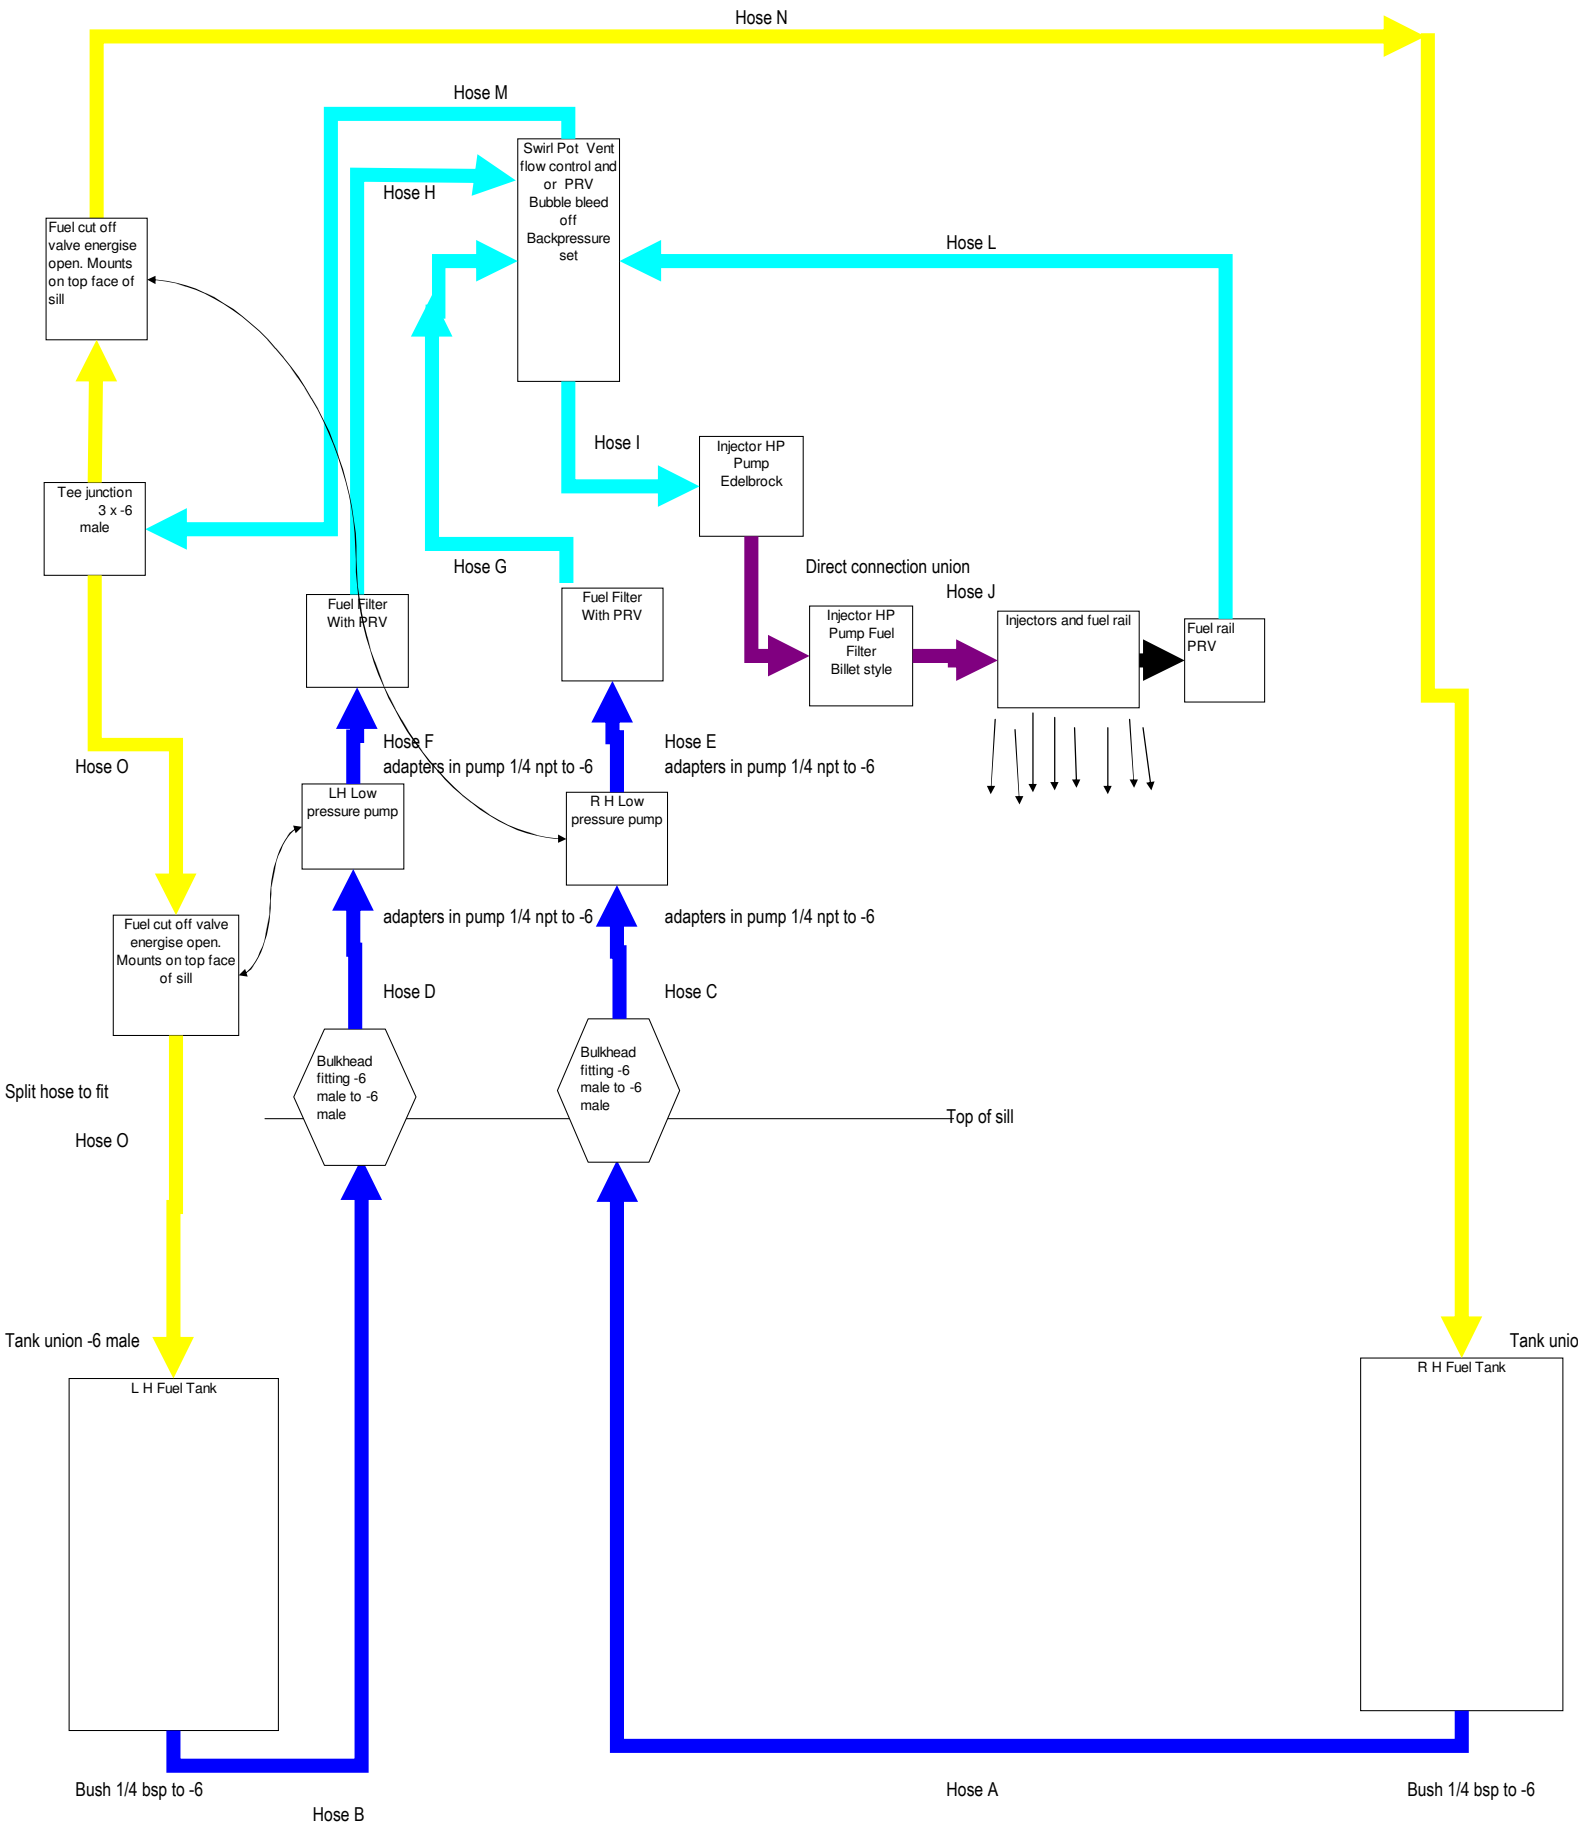 Hose N
Hose M
Swirl Pot Vent
flow control and
or PRV
Bubble bleed
off
Backpressure
set
Hose H
Fuel cut off
valve energise
open. Mounts
on top face of
sill
Hose L
Hose I
Injector HP
Pump
Edelbrock
Tee junction
3 x -6
male
Hose G
Direct connection union
Hose J
Fuel Filter
With PRV
Fuel Filter
With PRV
Injector HP
Pump Fuel
Filter
Billet style
Injectors and fuel rail
Fuel rail
PRV
Hose F
adapters in pump 1/4 npt to -6
Hose E
adapters in pump 1/4 npt to -6
Hose O
LH Low
pressure pump
R H Low
pressure pump
Fuel cut off valve
energise open.
Mounts on top face
of sill
adapters in pump 1/4 npt to -6
adapters in pump 1/4 npt to -6
Hose D
Hose C
Bulkhead
fitting -6
male to -6
male
Bulkhead
fitting -6
male to -6
male
Split hose to fit
Top of sill
Hose O
Tank union -6 male
Tank unio
L H Fuel Tank
R H Fuel Tank
Bush 1/4 bsp to -6
Hose A
Bush 1/4 bsp to -6
Hose B